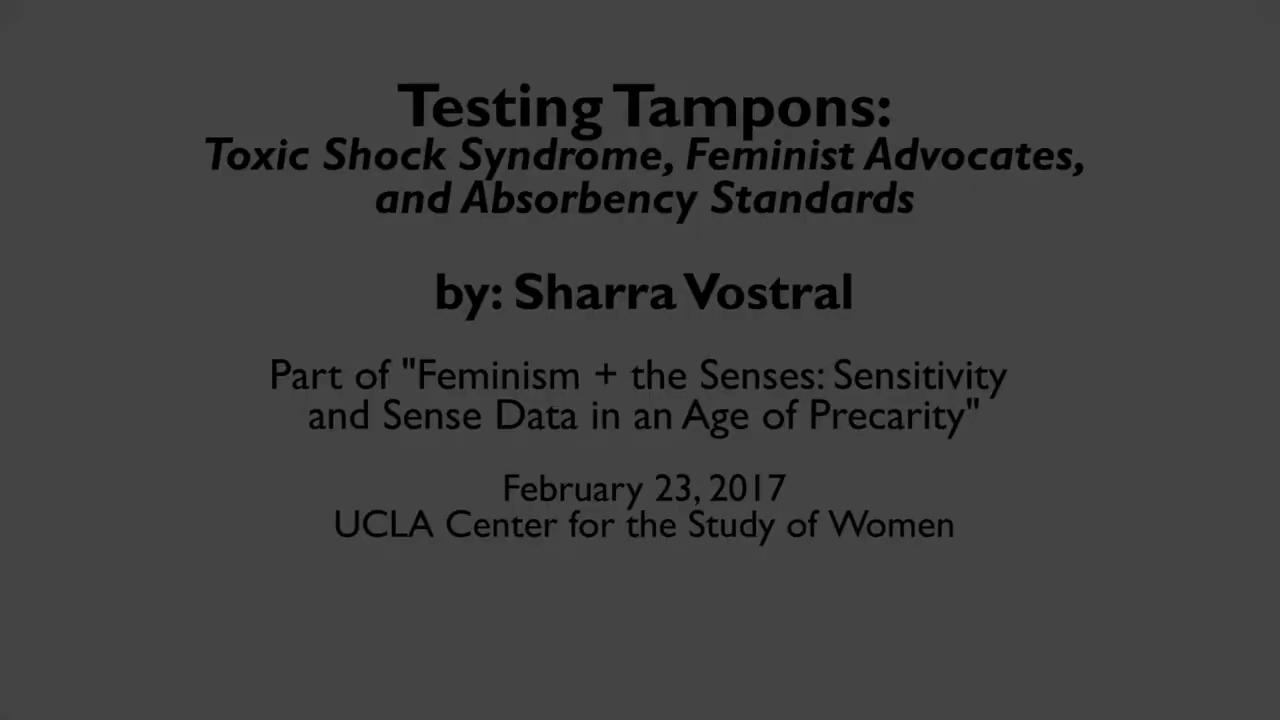 Testing Tampons:
Toxic Shock Syndrome, Feminist Advocates,
and Absorbency Standards
by: Sharra Vostral
Part of "Feminism + the Senses: Sensitivity
and Sense Data in an Age of Precarity"
February 23, 2017
UCLA Center for the Study of Women